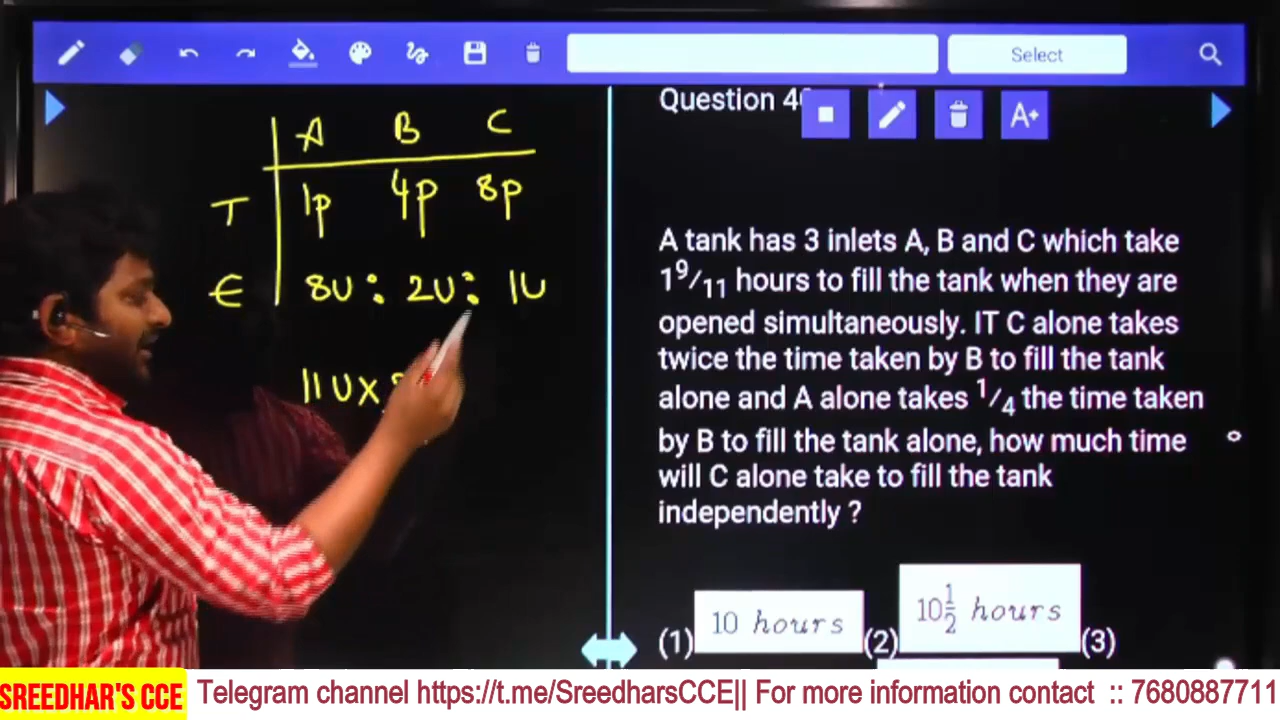 Select
Question 4
A+
A B C
T 1p 4p 8p
E 8U : 2U : 1U
11U×
A tank has 3 inlets A, B and C which take
1 9/11 hours to fill the tank when they are
opened simultaneously. IT C alone takes
twice the time taken by B to fill the tank
alone and A alone takes 1/4 the time taken
by B to fill the tank alone, how much time
will C alone take to fill the tank
independently ?
(1) 10 hours (2) 10 1/2 hours (3)
SREEDHAR'S CCE Telegram channel https://t.me/SreedharsCCE|| For more information contact :: 7680887711